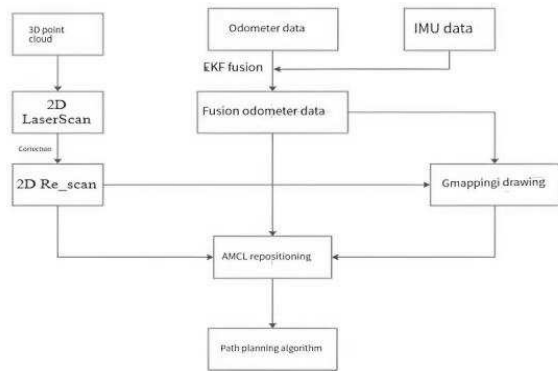 3D point
cloud
Odometer data
IMU data
EKF fusion
2D
LaserScan
Fusion odometer data
Correction
2D Re_scan
Gmappingi drawing
AMCL repositioning
Path planning algorithm